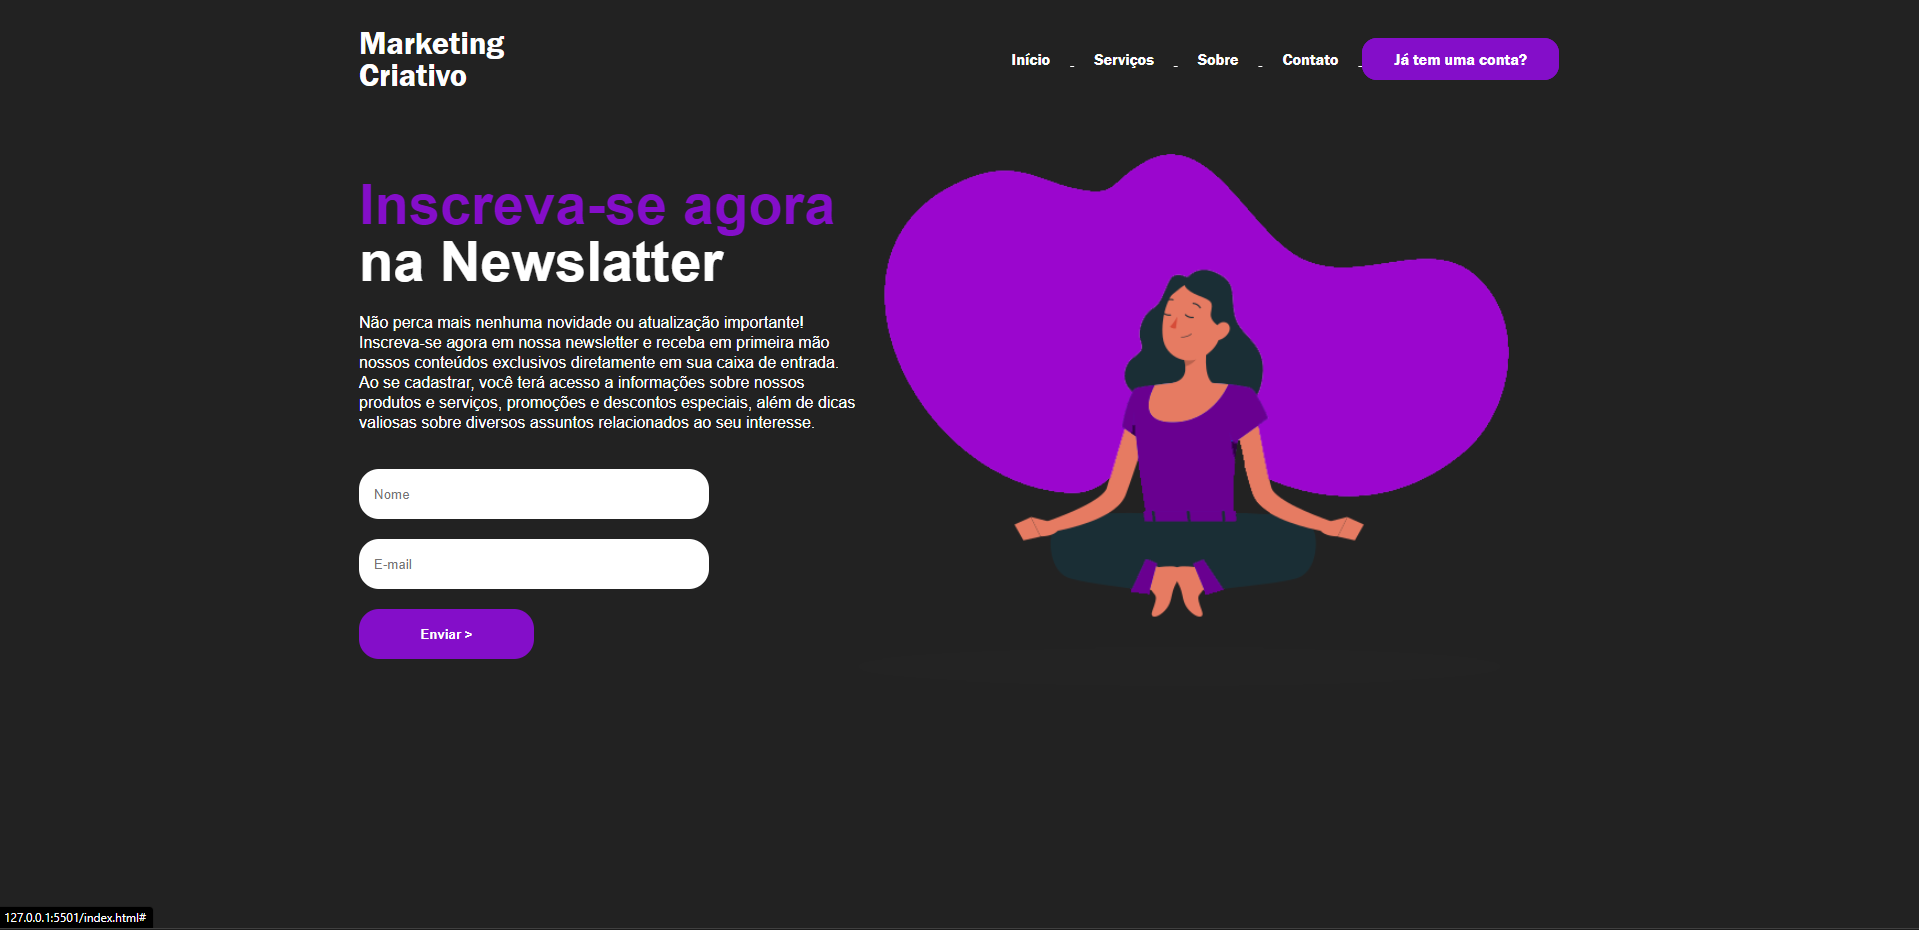 Marketing
Criativo
Início Serviços Sobre Contato Já tem uma conta?
Inscreva-se agora
na Newslatter
Não perca mais nenhuma novidade ou atualização importante!
Inscreva-se agora em nossa newsletter e receba em primeira mão
nossos conteúdos exclusivos diretamente em sua caixa de entrada.
Ao se cadastrar, você terá acesso a informações sobre nossos
produtos e serviços, promoções e descontos especiais, além de dicas
valiosas sobre diversos assuntos relacionados ao seu interesse.
Nome
E-mail
Enviar >
127.0.0.1:5501/index.html#